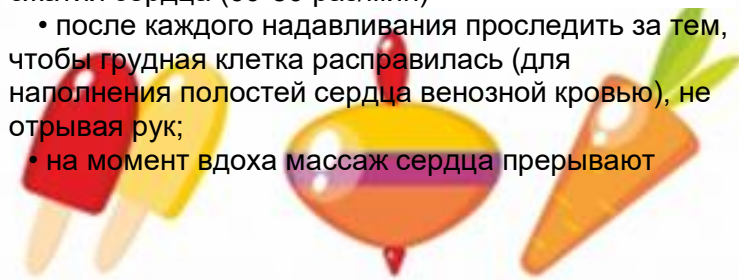 • после каждого надавливания проследить за тем,
чтобы грудная клетка расправилась (для
наполнения полостей сердца венозной кровью), не
отрывая рук;
• на момент вдоха массаж сердца прерывают